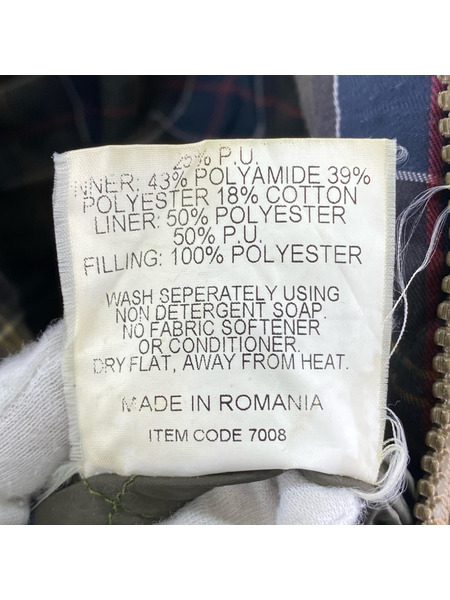 25% P.U.
INNER: 43% POLYAMIDE 39%
POLYESTER 18% COTTON
LINER: 50% POLYESTER
50% P.U.
FILLING: 100% POLYESTER
WASH SEPERATELY USING
NON DETERGENT SOAP.
NO FABRIC SOFTENER
OR CONDITIONER.
DRY FLAT, AWAY FROM HEAT.
MADE IN ROMANIA
ITEM CODE 7008